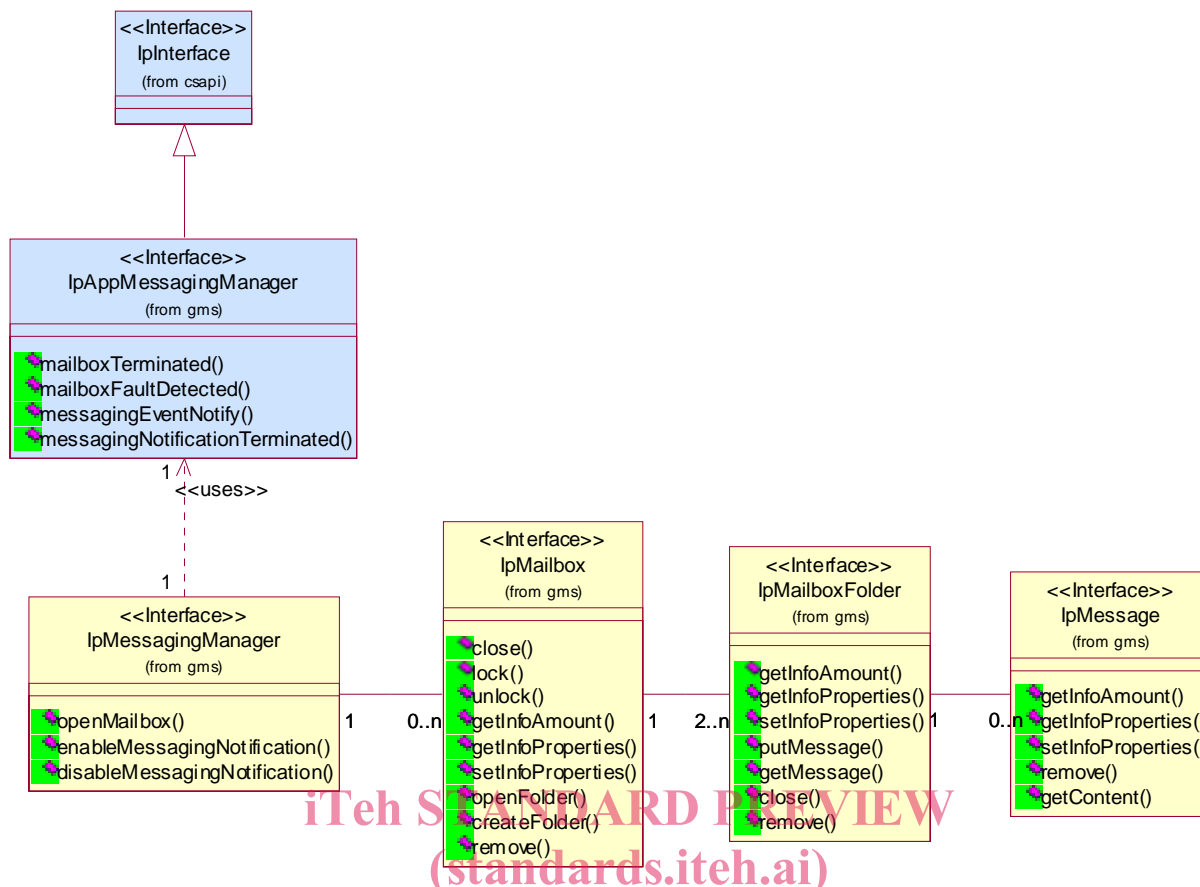 <<Interface>>
IpInterface
(from csapi)
<<Interface>>
IpAppMessagingManager
(from gms)
mailboxTerminated()
mailboxFaultDetected()
messagingEventNotify()
messagingNotificationTerminated()
1
<<uses>>
1
<<Interface>>
IpMessagingManager
(from gms)
openMailbox()
enableMessagingNotification()
disableMessagingNotification()
1
0..n
<<Interface>>
IpMailbox
(from gms)
close()
lock()
unlock()
getInfoAmount()
getInfoProperties()
setInfoProperties()
openFolder()
createFolder()
remove()
1
2..n
<<Interface>>
IpMailboxFolder
(from gms)
getInfoAmount()
getInfoProperties()
setInfoProperties()
putMessage()
getMessage()
close()
remove()
1
0..n
<<Interface>>
IpMessage
(from gms)
getInfoAmount()
getInfoProperties(
setInfoProperties(
remove()
getContent()
iTeh STANDARD PREVIEW
(standards.iteh.ai)